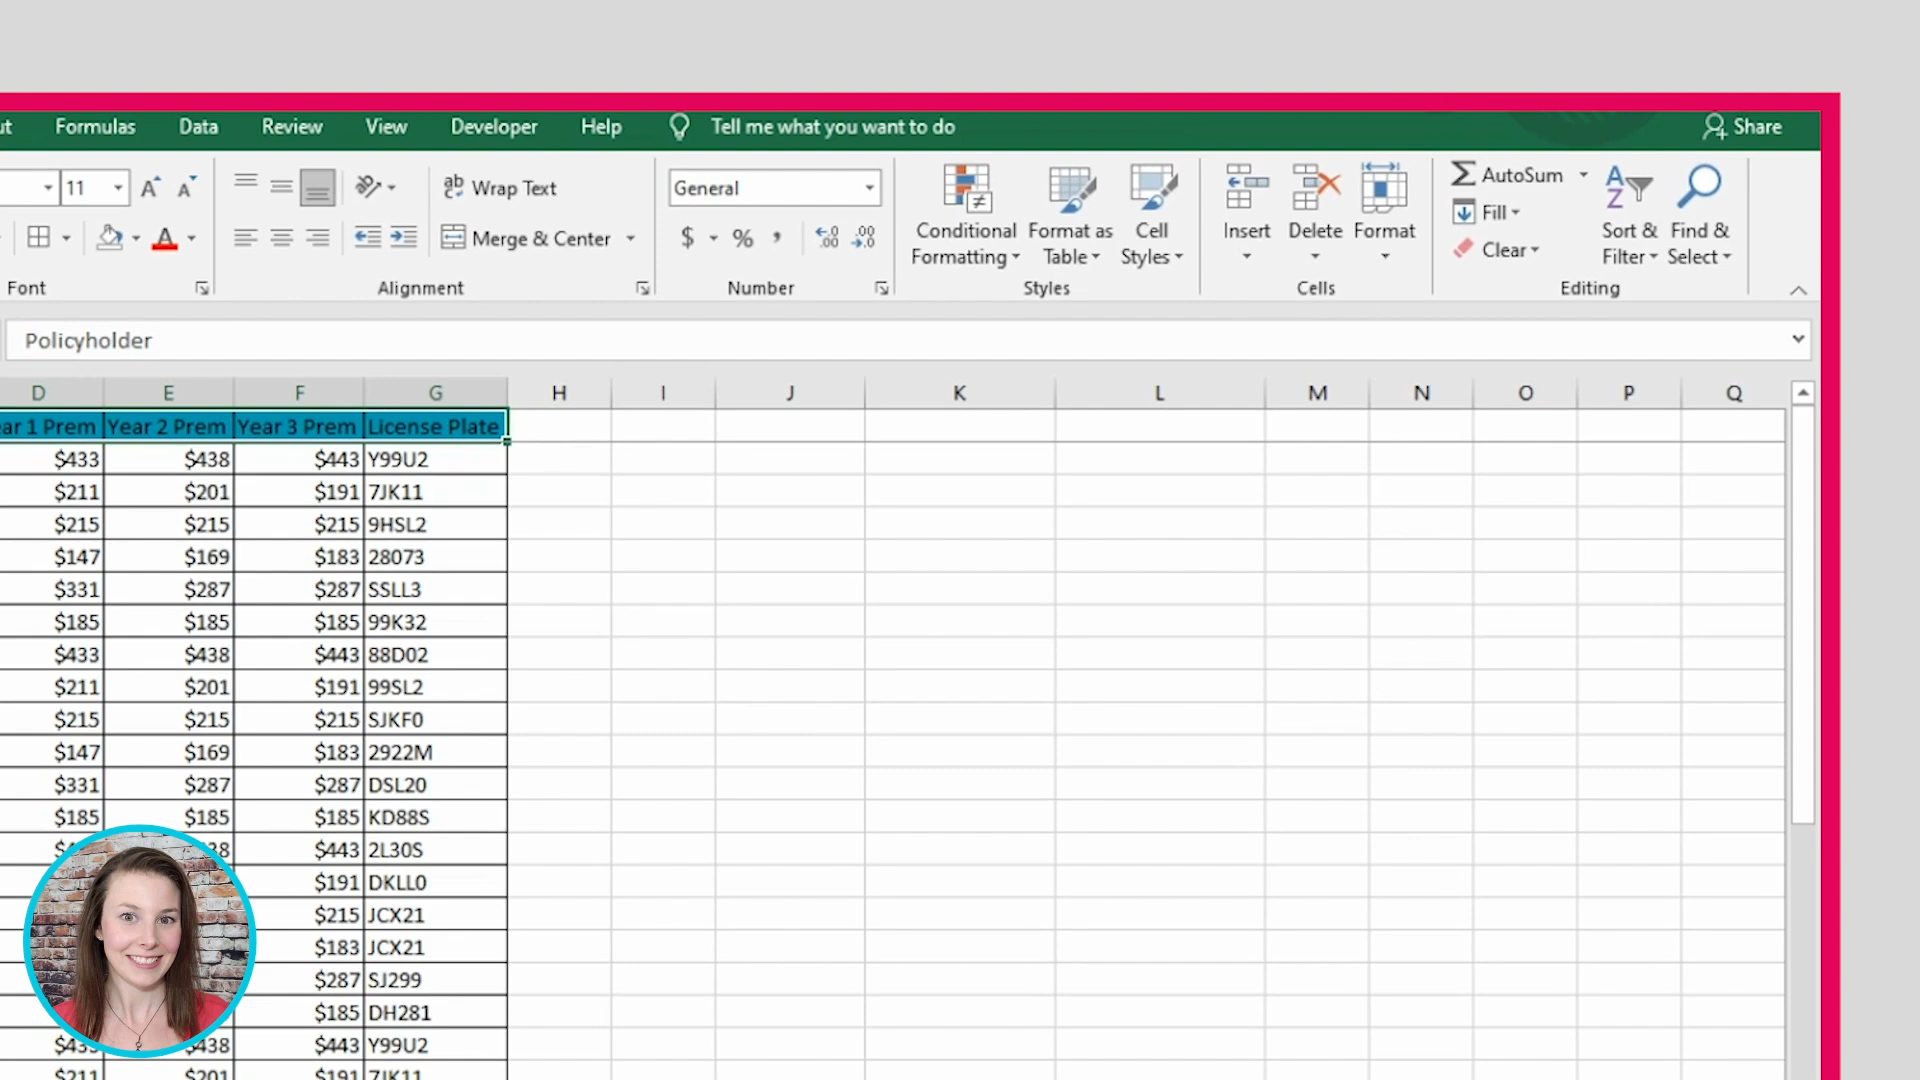 Formulas Data Review View Developer Help Tell me what you want to do Share
11 Wrap Text General AutoSum
Fill
Conditional Formatting Format as Table Cell Styles Insert Delete Format Sort & Filter Find & Select
Merge & Center $ % , Clear
Font Alignment Number Styles Cells Editing
Policyholder
D E F G H I J K L M N O P Q
ar 1 Prem Year 2 Prem Year 3 Prem License Plate
$433 $438 $443 Y99U2
$211 $201 $191 7JK11
$215 $215 $215 9HSL2
$147 $169 $183 28073
$331 $287 $287 SSLL3
$185 $185 $185 99K32
$433 $438 $443 88D02
$211 $201 $191 99SL2
$215 $215 $215 SJKF0
$147 $169 $183 2922M
$331 $287 $287 DSL20
$185 $185 $185 KD88S
$443 2L30S
$191 DKLL0
$215 JCX21
$183 JCX21
$287 SJ299
$185 DH281
$438 $443 Y99U2
$211 $201 $191 7JK11